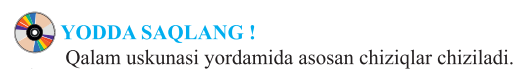 YODDA SAQLANG !
Qalam uskunasi yordamida asosan chiziqlar chiziladi.